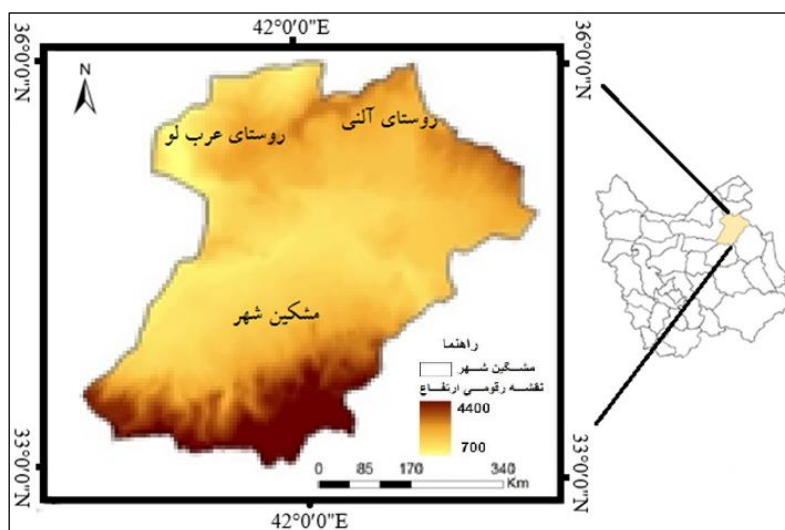 42°0'0"E
36°0'0"N
36°0'0"N
N
روستای آلنی
روستای عرب لو
مشکین شهر
راهنما
مشگین شهر
نقشه رقومی ارتفاع
4400
700
33°0'0"N
33°0'0"N
0 85 170 340
Km
42°0'0"E